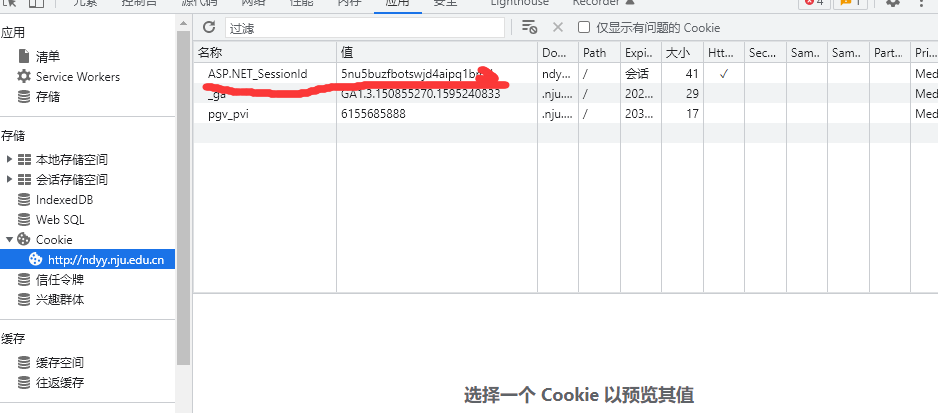 元素 控制台 源代码 网络 性能 内存 应用 安全 Lighthouse Recorder 4 1
应用
清单
Service Workers
存储
存储
本地存储空间
会话存储空间
IndexedDB
Web SQL
Cookie
http://ndyy.nju.edu.cn
信任令牌
兴趣群体
缓存
缓存空间
往返缓存
过滤 仅显示有问题的 Cookie
名称 值 Do... Path Expi... 大小 Htt... Sec... Sam... Sam... Part... Pri...
ASP.NET_SessionId ndy... / 会话 41 ✓ Med
_ga GA1.3.150855270.1595240833 .nju.... / 202... 29 Med
pgv_pvi 6155685888 .nju.... / 203... 17 Med
选择一个 Cookie 以预览其值